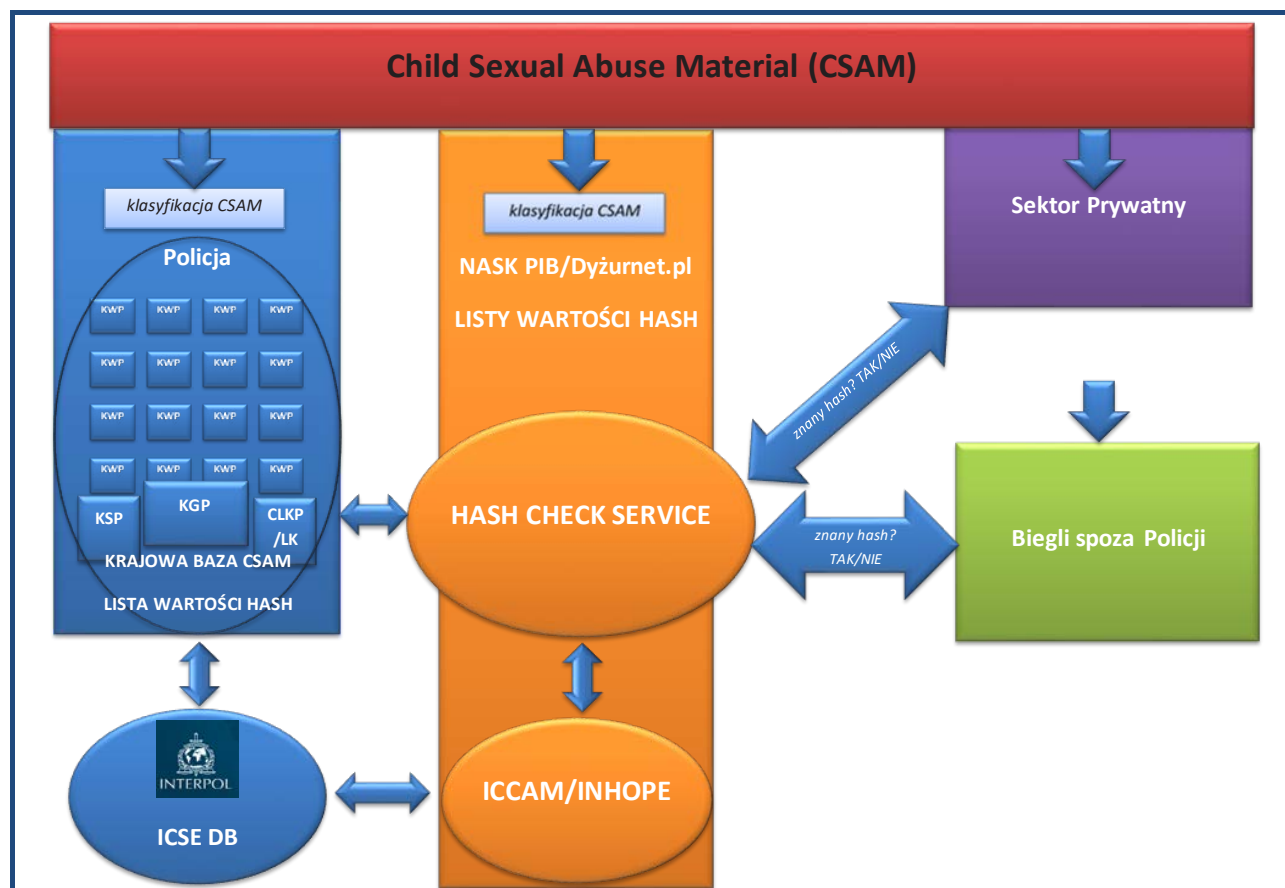 Child Sexual Abuse Material (CSAM)
klasyfikacja CSAM
Policja
KWP KWP KWP KWP
KWP KWP KWP KWP
KWP KWP KWP KWP
KWP KWP KWP KWP
KSP
KGP
CLKP
/LK
KRAJOWA BAZA CSAM
LISTA WARTOŚCI HASH
INTERPOL
ICSE DB
klasyfikacja CSAM
NASK PIB/Dyżurnet.pl
LISTY WARTOŚCI HASH
HASH CHECK SERVICE
ICCAM/INHOPE
Sektor Prywatny
znany hash? TAK/NIE
znany hash?
TAK/NIE
Biegli spoza Policji